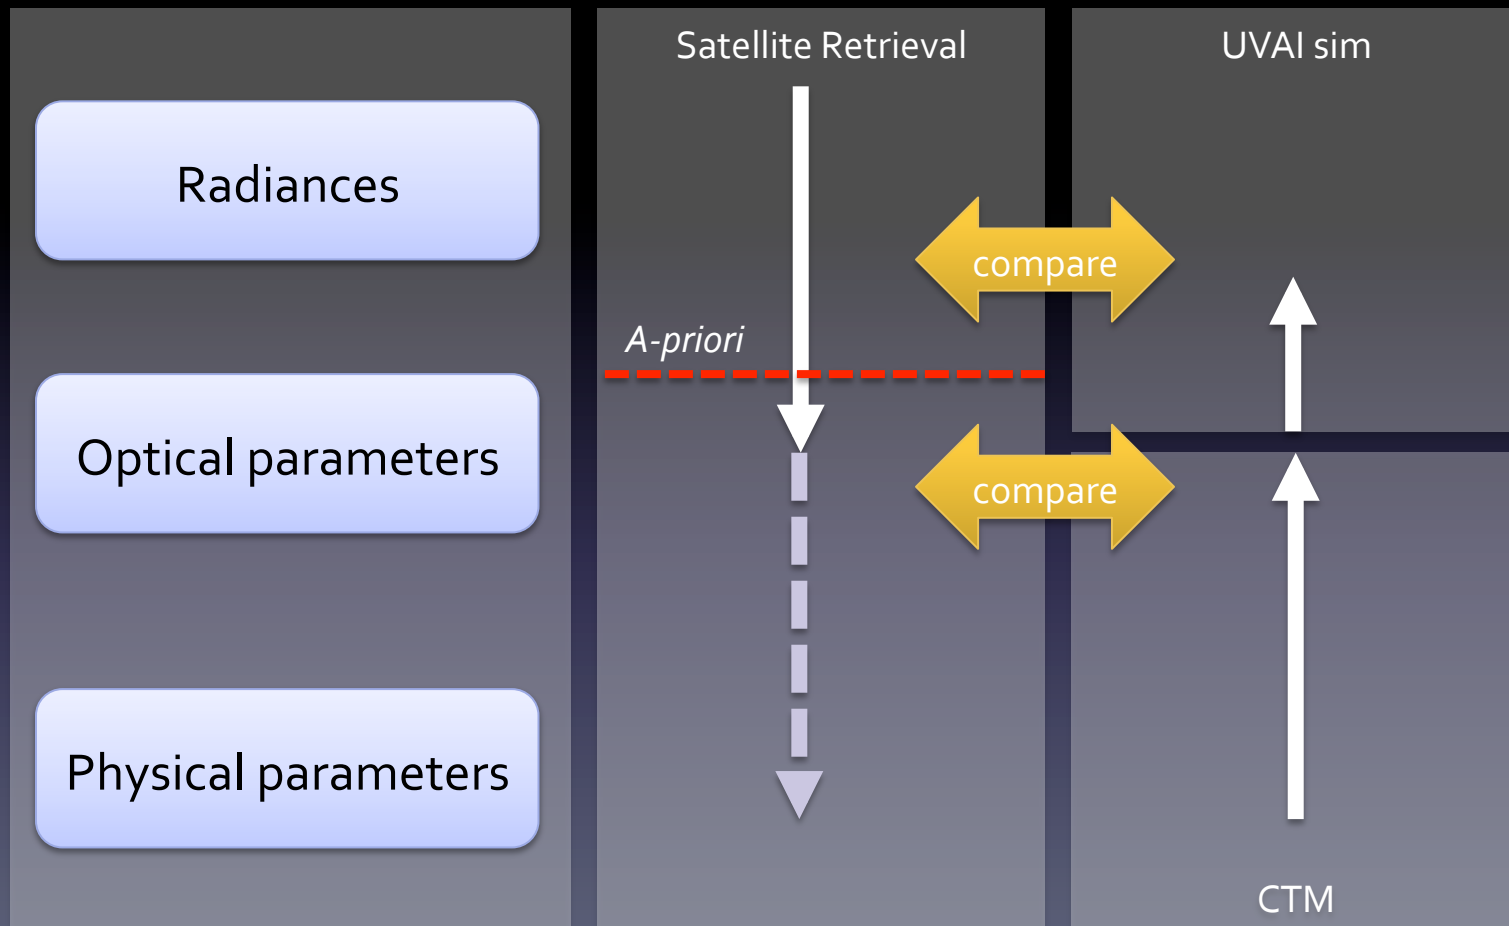 Satellite Retrieval
UVAI sim
Radiances
compare
A-priori
Optical parameters
compare
Physical parameters
CTM